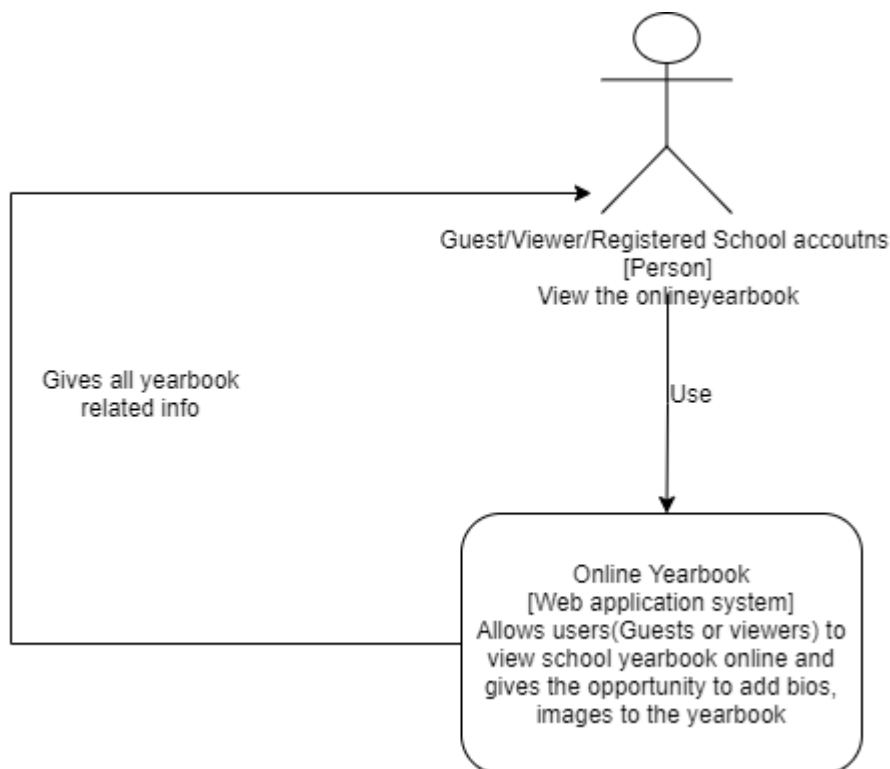 Guest/Viewer/Registered School accoutns
[Person]
View the onlineyearbook
Gives all yearbook
related info
Use
Online Yearbook
[Web application system]
Allows users(Guests or viewers) to
view school yearbook online and
gives the opportunity to add bios,
images to the yearbook